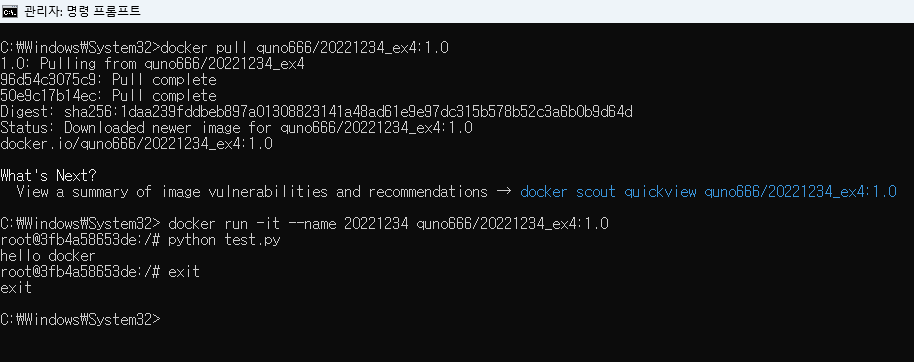 관리자: 명령 프롬프트
C:\Windows\System32>docker pull quno666/20221234_ex4:1.0
1.0: Pulling from quno666/20221234_ex4
96d54c3075c9: Pull complete
50e9c17b14ec: Pull complete
Digest: sha256:1daa239fddbeb897a01308823141a48ad61e9e97dc315b578b52c3a6b0b9d64d
Status: Downloaded newer image for quno666/20221234_ex4:1.0
docker.io/quno666/20221234_ex4:1.0
What's Next?
  View a summary of image vulnerabilities and recommendations → docker scout quickview quno666/20221234_ex4:1.0
C:\Windows\System32> docker run -it --name 20221234 quno666/20221234_ex4:1.0
root@3fb4a58653de:/# python test.py
hello docker
root@3fb4a58653de:/# exit
exit
C:\Windows\System32>